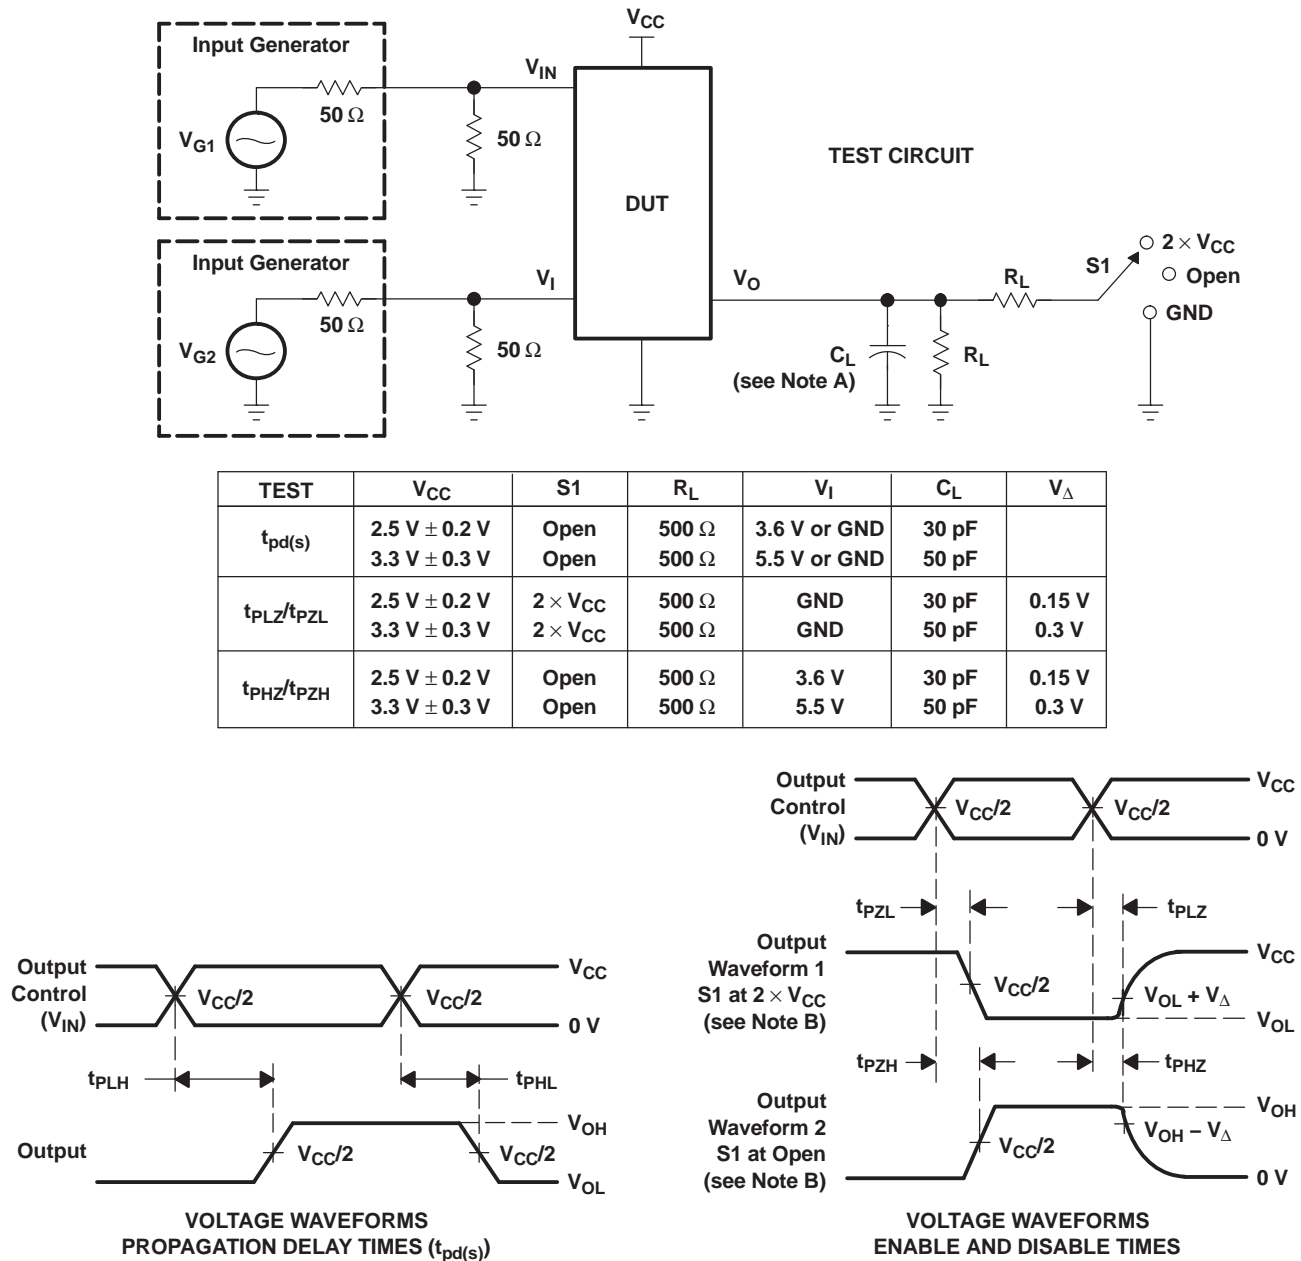 VCC
Input Generator
VIN
50 Ω
VG1
50 Ω
TEST CIRCUIT
DUT
Input Generator
VI
VO
50 Ω
VG2
50 Ω
CL
(see Note A)
RL
RL
S1
2 × VCC
Open
GND
TEST VCC S1 RL VI CL VΔ
tpd(s) 2.5 V ± 0.2 V Open 500 Ω 3.6 V or GND 30 pF
3.3 V ± 0.3 V Open 500 Ω 5.5 V or GND 50 pF
tPLZ/tPZL 2.5 V ± 0.2 V 2 × VCC 500 Ω GND 30 pF 0.15 V
3.3 V ± 0.3 V 2 × VCC 500 Ω GND 50 pF 0.3 V
tPHZ/tPZH 2.5 V ± 0.2 V Open 500 Ω 3.6 V 30 pF 0.15 V
3.3 V ± 0.3 V Open 500 Ω 5.5 V 50 pF 0.3 V
Output
Control
(VIN)
VCC/2
VCC/2
VCC
0 V
tPLH
tPHL
Output
VCC/2
VCC/2
VOH
VOL
VOLTAGE WAVEFORMS
PROPAGATION DELAY TIMES (tpd(s))
Output
Control
(VIN)
VCC/2
VCC/2
VCC
0 V
tPZL
tPLZ
Output
Waveform 1
S1 at 2 × VCC
(see Note B)
VCC/2
VCC
VOL + VΔ
VOL
tPZH
tPHZ
Output
Waveform 2
S1 at Open
(see Note B)
VCC/2
VOH
VOH − VΔ
0 V
VOLTAGE WAVEFORMS
ENABLE AND DISABLE TIMES